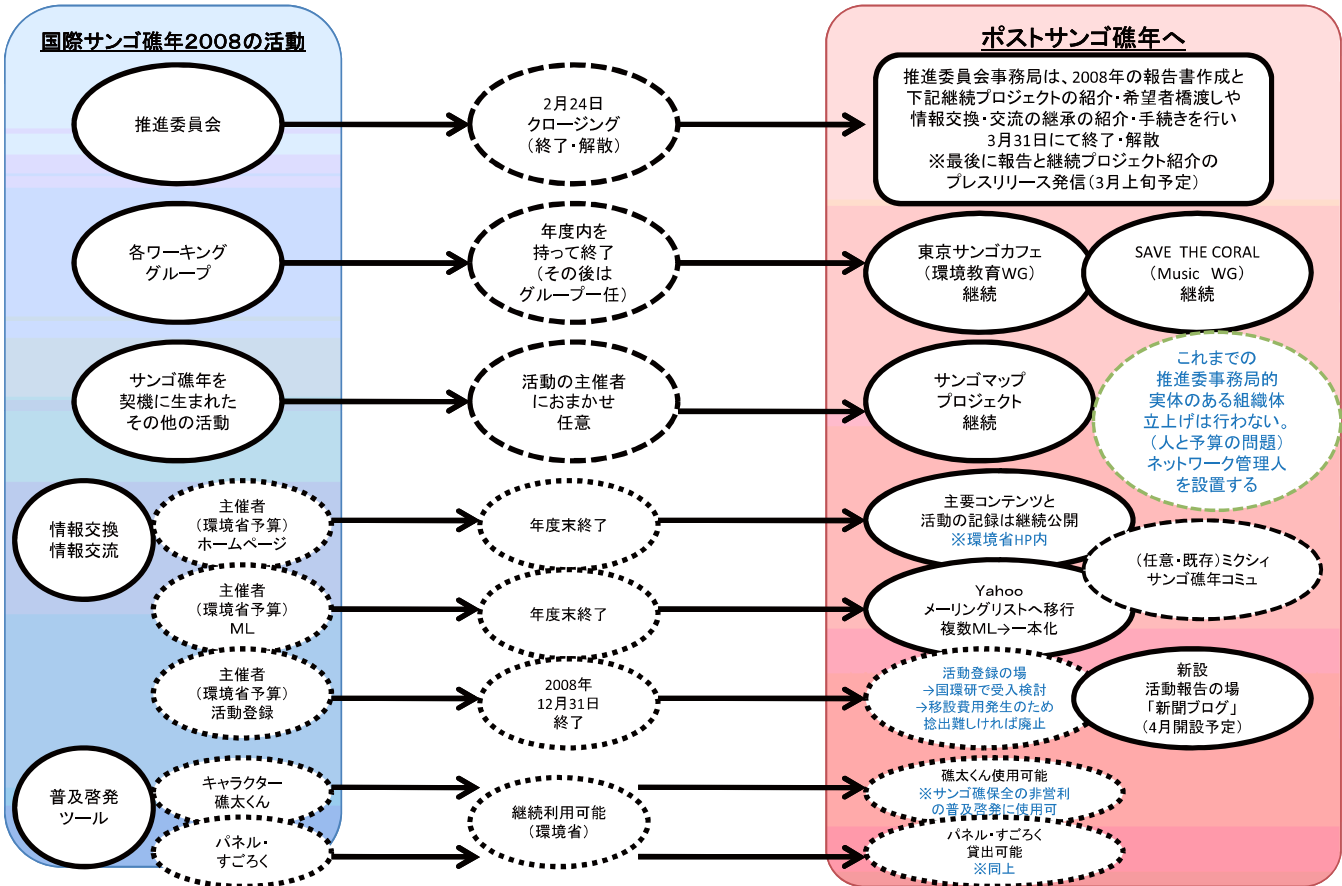 国際サンゴ礁年2008の活動
ポストサンゴ礁年へ
推進委員会
2月24日
クロージング
(終了・解散)
推進委員会事務局は、2008年の報告書作成と
下記継続プロジェクトの紹介・希望者橋渡しや
情報交換・交流の継承の紹介・手続きを行い
3月31日にて終了・解散
※最後に報告と継続プロジェクト紹介の
プレスリリース発信(3月上旬予定)
各ワーキング
グループ
年度内を
持って終了
(その後は
グループ一任)
東京サンゴカフェ
(環境教育WG)
継続
SAVE THE CORAL
(Music WG)
継続
サンゴ礁年を
契機に生まれた
その他の活動
活動の主催者
におまかせ
任意
サンゴマップ
プロジェクト
継続
これまでの
推進委事務局的
実体のある組織体
立上げは行わない。
(人と予算の問題)
ネットワーク管理人
を設置する
情報交換
情報交流
主催者
(環境省予算)
ホームページ
年度末終了
主要コンテンツと
活動の記録は継続公開
※環境省HP内
(任意・既存)ミクシィ
サンゴ礁年コミュ
主催者
(環境省予算)
ML
年度末終了
Yahoo
メーリングリストへ移行
複数ML→一本化
主催者
(環境省予算)
活動登録
2008年
12月31日
終了
活動登録の場
→国環研で受入検討
→移設費用発生のため
捻出難しければ廃止
新設
活動報告の場
「新聞ブログ」
(4月開設予定)
普及啓発
ツール
キャラクター
礁太くん
継続利用可能
(環境省)
礁太くん使用可能
※サンゴ礁保全の非営利
の普及啓発に使用可
パネル・
すごろく
パネル・すごろく
貸出可能
※同上